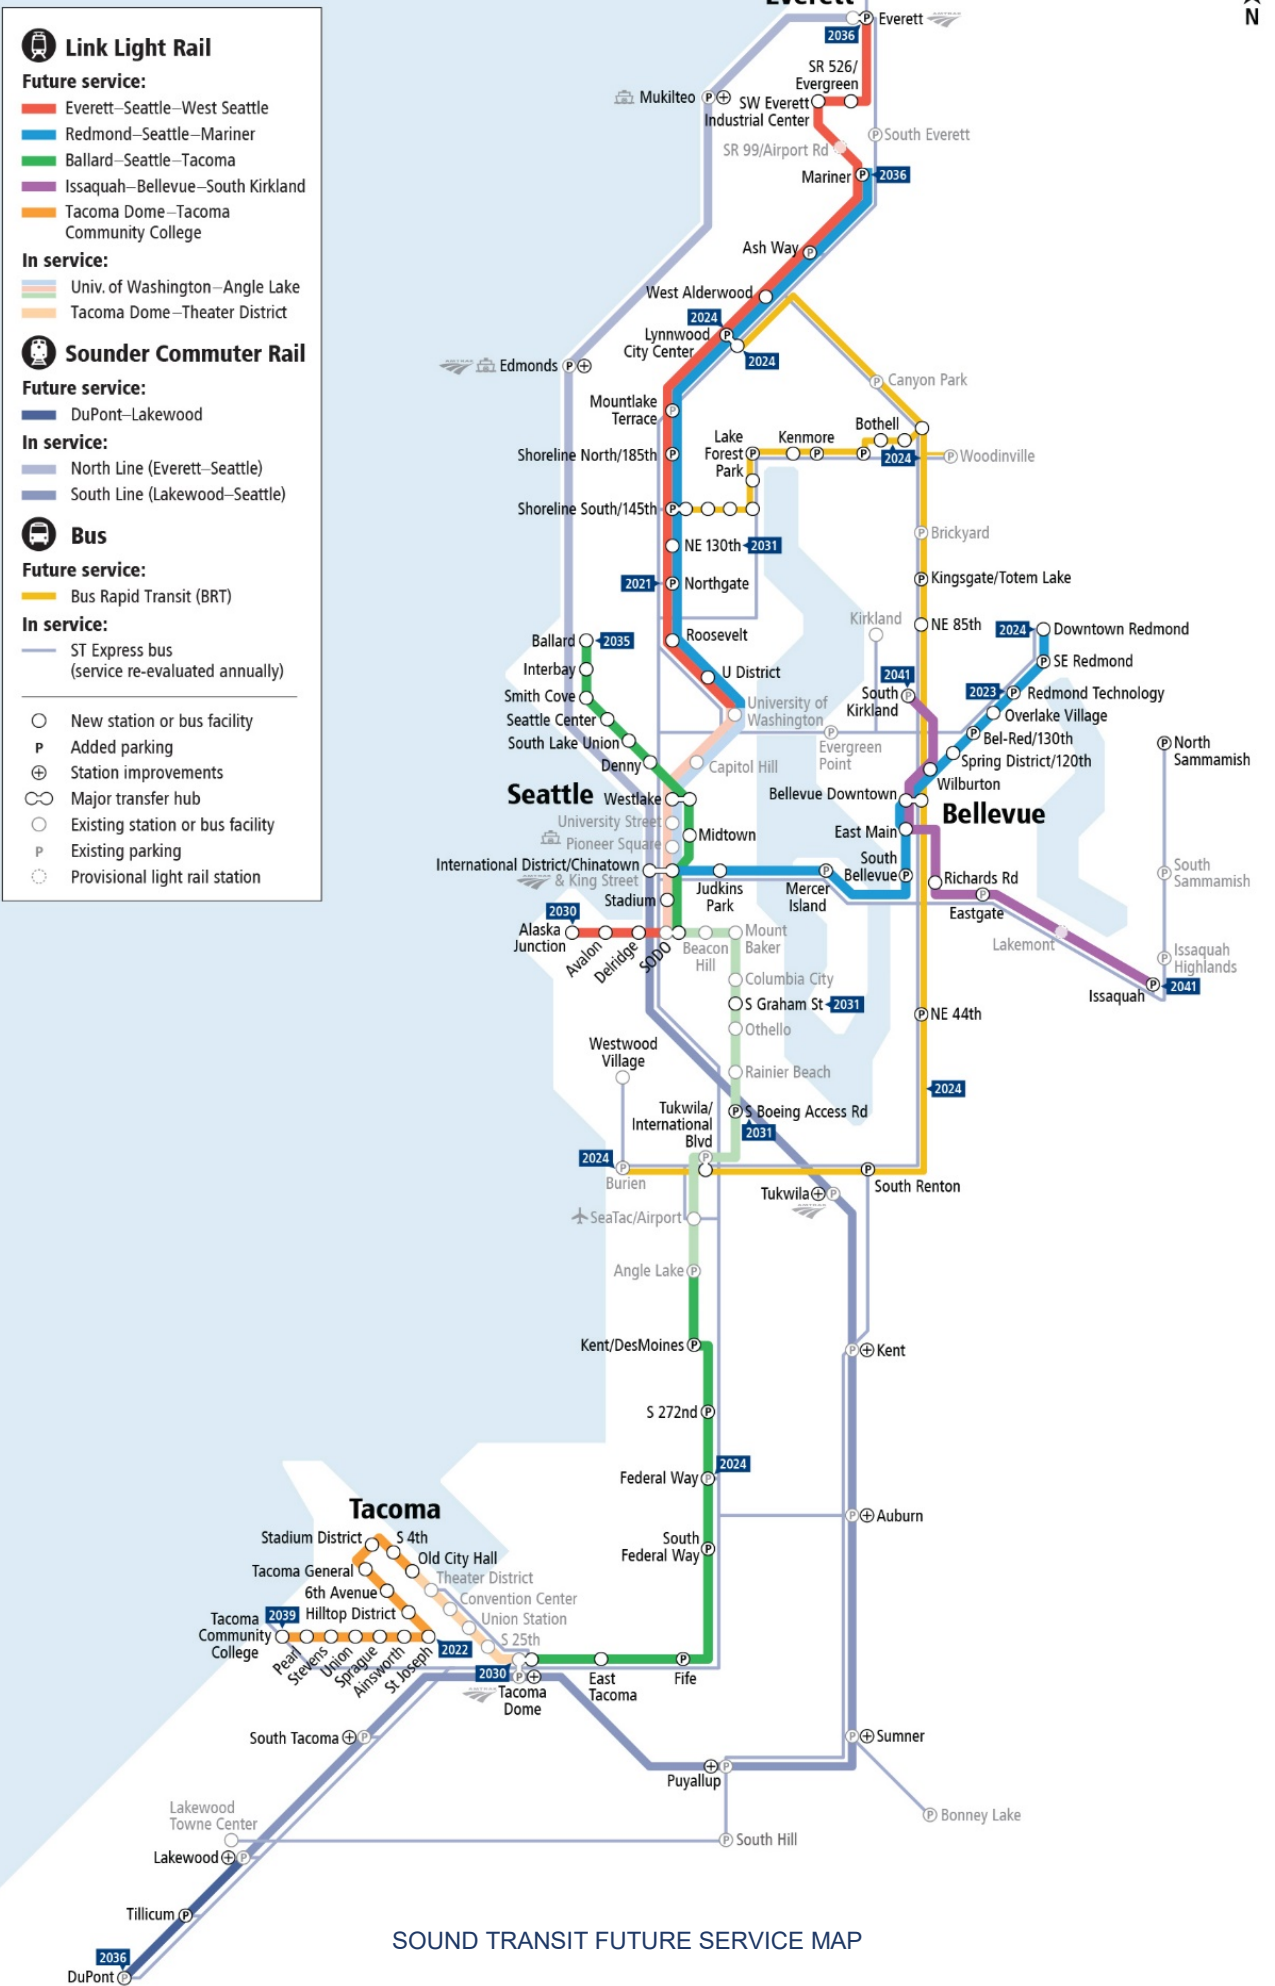 Everett
N
Link Light Rail
Future service:
Everett–Seattle–West Seattle
Redmond–Seattle–Mariner
Ballard–Seattle–Tacoma
Issaquah–Bellevue–South Kirkland
Tacoma Dome–Tacoma
Community College
In service:
Univ. of Washington–Angle Lake
Tacoma Dome–Theater District
Sounder Commuter Rail
Future service:
DuPont–Lakewood
In service:
North Line (Everett–Seattle)
South Line (Lakewood–Seattle)
Bus
Future service:
Bus Rapid Transit (BRT)
In service:
ST Express bus
(service re-evaluated annually)
New station or bus facility
P Added parking
Station improvements
Major transfer hub
Existing station or bus facility
P Existing parking
Provisional light rail station
Everett
2036
SR 526/
Evergreen
Mukilteo
SW Everett
Industrial Center
South Everett
SR 99/Airport Rd
Mariner
2036
Ash Way
West Alderwood
2024
Lynnwood
City Center
2024
Edmonds
Canyon Park
Mountlake
Terrace
Bothell
Lake
Forest
Park
Kenmore
2024
Woodinville
Shoreline North/185th
Shoreline South/145th
Brickyard
NE 130th
2031
Kingsgate/Totem Lake
2021
Northgate
Kirkland
NE 85th
2024
Downtown Redmond
Ballard
2035
Roosevelt
SE Redmond
Interbay
U District
2041
South
Kirkland
2023
Redmond Technology
Smith Cove
University of
Washington
Overlake Village
Seattle Center
Bel-Red/130th
South Lake Union
Evergreen
Point
Spring District/120th
North
Sammamish
Denny
Capitol Hill
Wilburton
Seattle
Westlake
Bellevue Downtown
Bellevue
University Street
Midtown
East Main
Pioneer Square
International District/Chinatown
& King Street
South
Bellevue
Judkins
Park
Mercer
Island
Richards Rd
South
Sammamish
Stadium
Eastgate
2030
Alaska
Junction
Avalon
Delridge
SODO
Beacon
Hill
Mount
Baker
Lakemont
Issaquah
Highlands
Columbia City
Issaquah
2041
S Graham St
2031
NE 44th
Othello
Westwood
Village
Rainier Beach
2024
Tukwila/
International
Blvd
S Boeing Access Rd
2031
2024
Burien
South Renton
Tukwila
SeaTac/Airport
Angle Lake
Kent/DesMoines
Kent
S 272nd
2024
Federal Way
Auburn
South
Federal Way
Tacoma
Stadium District
S 4th
Old City Hall
Tacoma General
Theater District
6th Avenue
Convention Center
2039
Hilltop District
Union Station
Tacoma
Community
College
S 25th
2022
Pearl
Stevens
Union
Sprague
Ainsworth
St Joseph
2030
Tacoma
Dome
East
Tacoma
Fife
South Tacoma
Sumner
Puyallup
Lakewood
Towne Center
Bonney Lake
South Hill
Lakewood
Tillicum
2036
DuPont
SOUND TRANSIT FUTURE SERVICE MAP